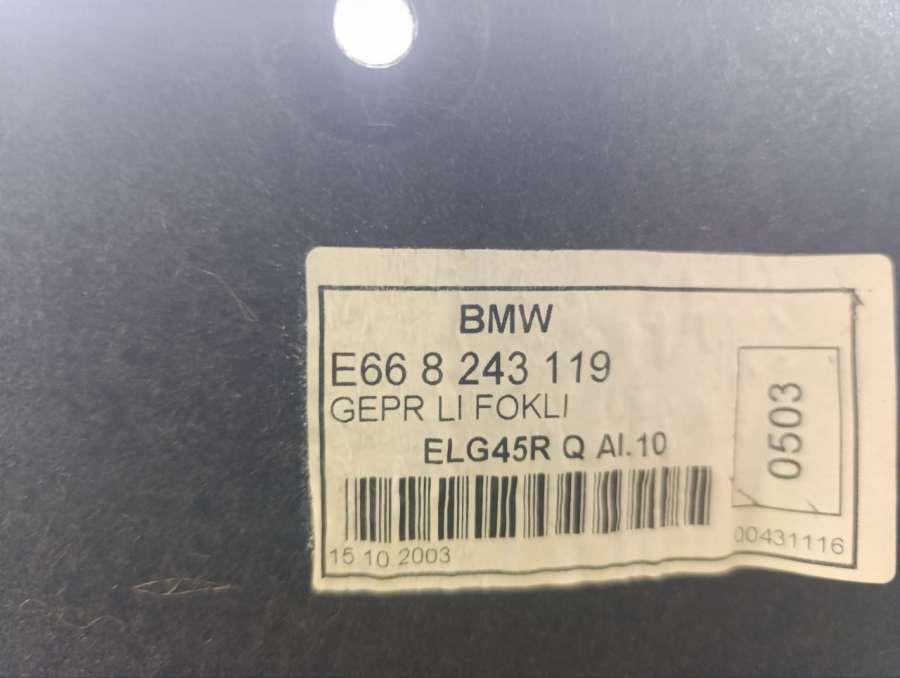 BMW
E66 8 243 119
GEPR LI FOKLI
ELG45R Q AI.10
0503
15 10 2003
00431116